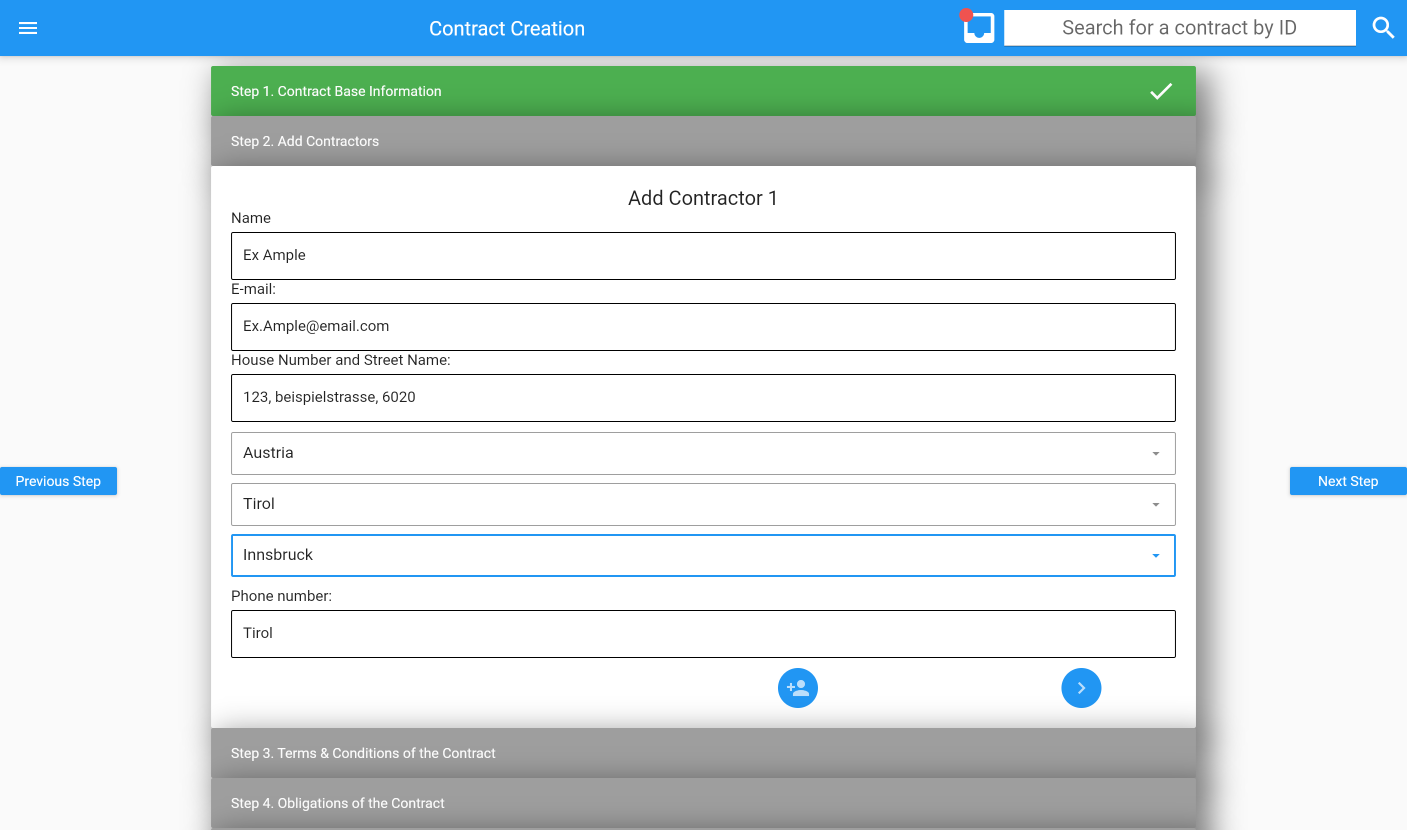 Contract Creation
Search for a contract by ID
Step 1. Contract Base Information
Step 2. Add Contractors
Add Contractor 1
Name
Ex Ample
E-mail:
Ex.Ample@email.com
House Number and Street Name:
123, beispielstrasse, 6020
Austria
Tirol
Innsbruck
Phone number:
Tirol
Previous Step
Next Step
Step 3. Terms & Conditions of the Contract
Step 4. Obligations of the Contract